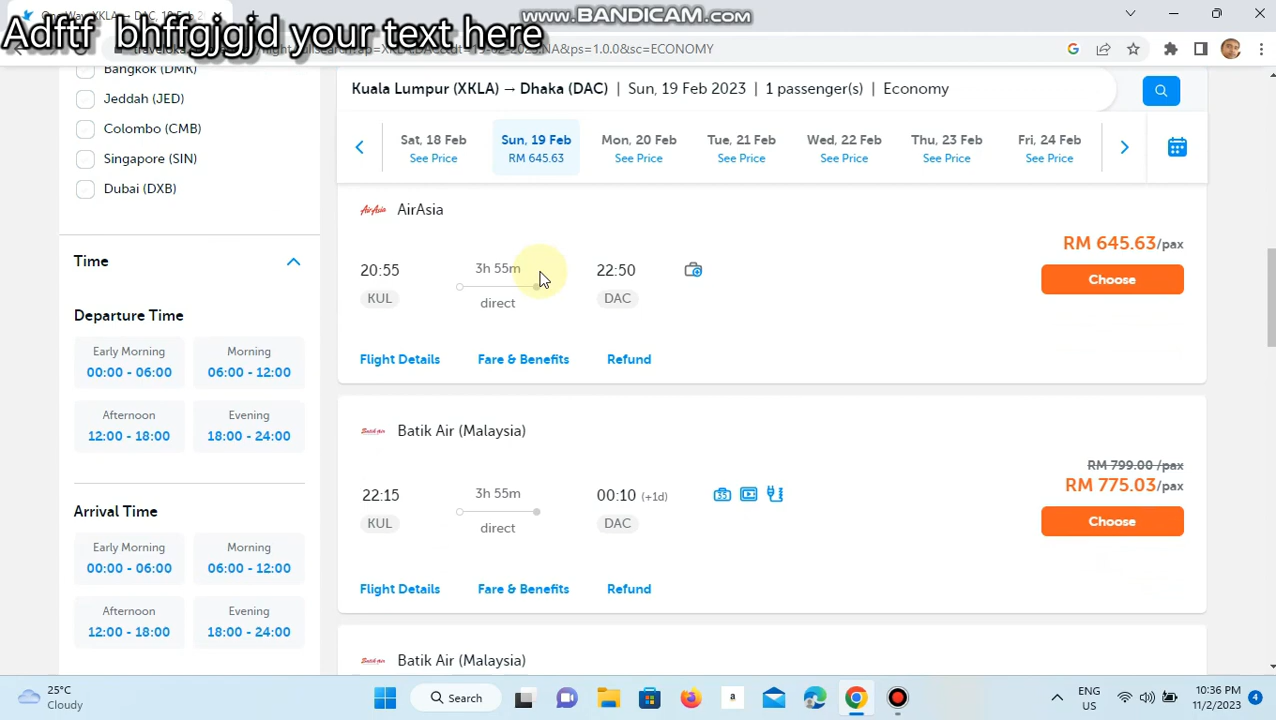 www.BANDICAM.com
Adftf bhffgjgjd your text here
sc=ECONOMY
Bangkok (DMK)
Jeddah (JED)
Colombo (CMB)
Singapore (SIN)
Dubai (DXB)
Time
Departure Time
Early Morning
00:00 - 06:00
Morning
06:00 - 12:00
Afternoon
12:00 - 18:00
Evening
18:00 - 24:00
Arrival Time
Early Morning
00:00 - 06:00
Morning
06:00 - 12:00
Afternoon
12:00 - 18:00
Evening
18:00 - 24:00
Kuala Lumpur (XKLA) → Dhaka (DAC) | Sun, 19 Feb 2023 | 1 passenger(s) | Economy
Sat, 18 Feb
See Price
Sun, 19 Feb
RM 645.63
Mon, 20 Feb
See Price
Tue, 21 Feb
See Price
Wed, 22 Feb
See Price
Thu, 23 Feb
See Price
Fri, 24 Feb
See Price
AirAsia
AirAsia
RM 645.63/pax
20:55
KUL
3h 55m
direct
22:50
DAC
Choose
Flight Details
Fare & Benefits
Refund
Batik Air (Malaysia)
RM 799.00 /pax
RM 775.03/pax
22:15
KUL
3h 55m
direct
00:10 (+1d)
DAC
Choose
Flight Details
Fare & Benefits
Refund
Batik Air (Malaysia)
25°C
Cloudy
Search
a
ENG
US
10:36 PM
11/2/2023
4